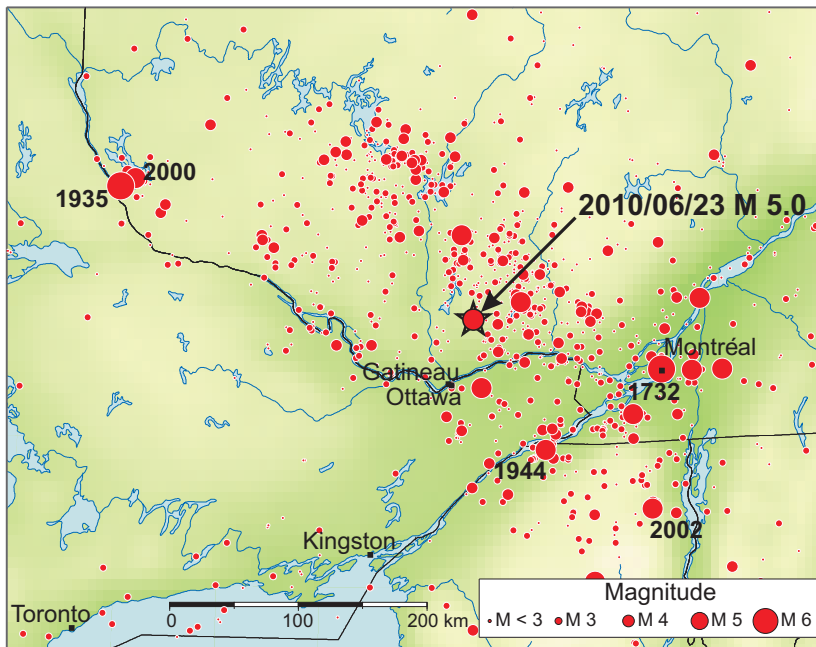 2000
1935
2010/06/23 M 5.0
Montréal
Gatineau
Ottawa
1732
1944
2002
Kingston
Toronto
0 100 200 km
Magnitude
M < 3 M 3 M 4 M 5 M 6